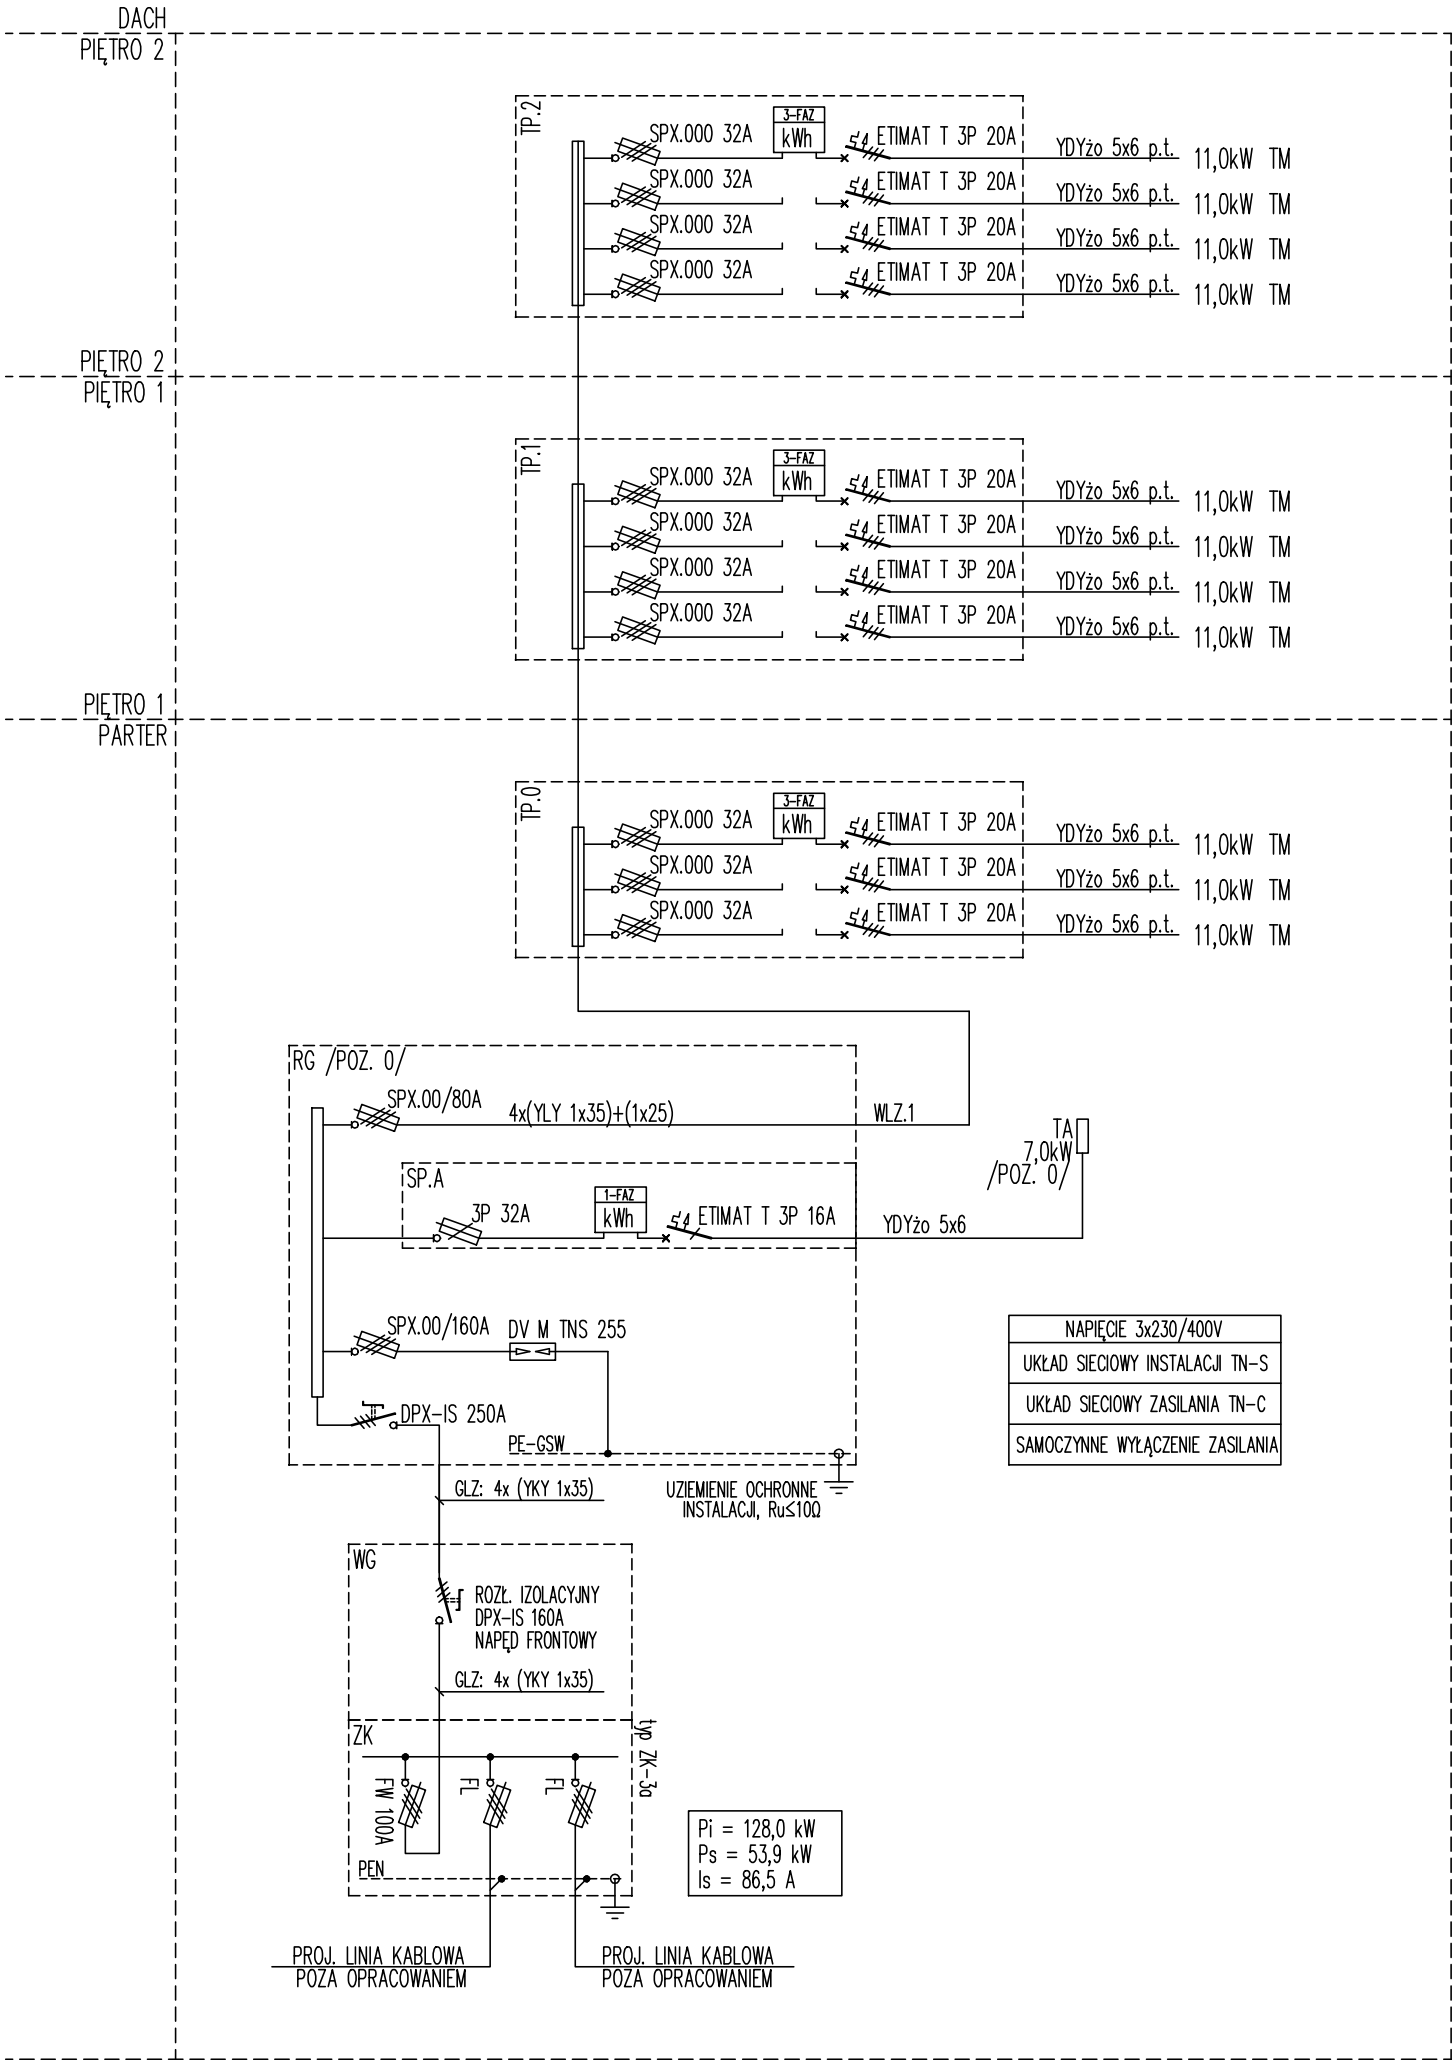 DACH
PIĘTRO 2
TP.2
3-FAZ
kWh
SPX.000 32A
ETIMAT T 3P 20A
YDYżo 5x6 p.t.
11,0kW TM
SPX.000 32A
ETIMAT T 3P 20A
YDYżo 5x6 p.t.
11,0kW TM
SPX.000 32A
ETIMAT T 3P 20A
YDYżo 5x6 p.t.
11,0kW TM
SPX.000 32A
ETIMAT T 3P 20A
YDYżo 5x6 p.t.
11,0kW TM
PIĘTRO 2
PIĘTRO 1
TP.1
3-FAZ
kWh
SPX.000 32A
ETIMAT T 3P 20A
YDYżo 5x6 p.t.
11,0kW TM
SPX.000 32A
ETIMAT T 3P 20A
YDYżo 5x6 p.t.
11,0kW TM
SPX.000 32A
ETIMAT T 3P 20A
YDYżo 5x6 p.t.
11,0kW TM
SPX.000 32A
ETIMAT T 3P 20A
YDYżo 5x6 p.t.
11,0kW TM
PIĘTRO 1
PARTER
TP.0
3-FAZ
kWh
SPX.000 32A
ETIMAT T 3P 20A
YDYżo 5x6 p.t.
11,0kW TM
SPX.000 32A
ETIMAT T 3P 20A
YDYżo 5x6 p.t.
11,0kW TM
SPX.000 32A
ETIMAT T 3P 20A
YDYżo 5x6 p.t.
11,0kW TM
RG /POZ. 0/
SPX.00/80A
4x(YLY 1x35)+(1x25)
WLZ.1
TA
7,0kW
/POZ. 0/
SP.A
3P 32A
1-FAZ
kWh
ETIMAT T 3P 16A
YDYżo 5x6
SPX.00/160A
DV M TNS 255
DPX-IS 250A
PE-GSW
NAPIĘCIE 3x230/400V
UKŁAD SIECIOWY INSTALACJI TN-S
UKŁAD SIECIOWY ZASILANIA TN-C
SAMOCZYNNE WYŁĄCZENIE ZASILANIA
GLZ: 4x (YKY 1x35)
UZIEMIENIE OCHRONNE
INSTALACJI, Ru≤10Ω
WG
ROZŁ. IZOLACYJNY
DPX-IS 160A
NAPĘD FRONTOWY
GLZ: 4x (YKY 1x35)
ZK
typ ZK-3a
FW 100A
FL
FL
PEN
Pi = 128,0 kW
Ps = 53,9 kW
Is = 86,5 A
PROJ. LINIA KABLOWA
POZA OPRACOWANIEM
PROJ. LINIA KABLOWA
POZA OPRACOWANIEM